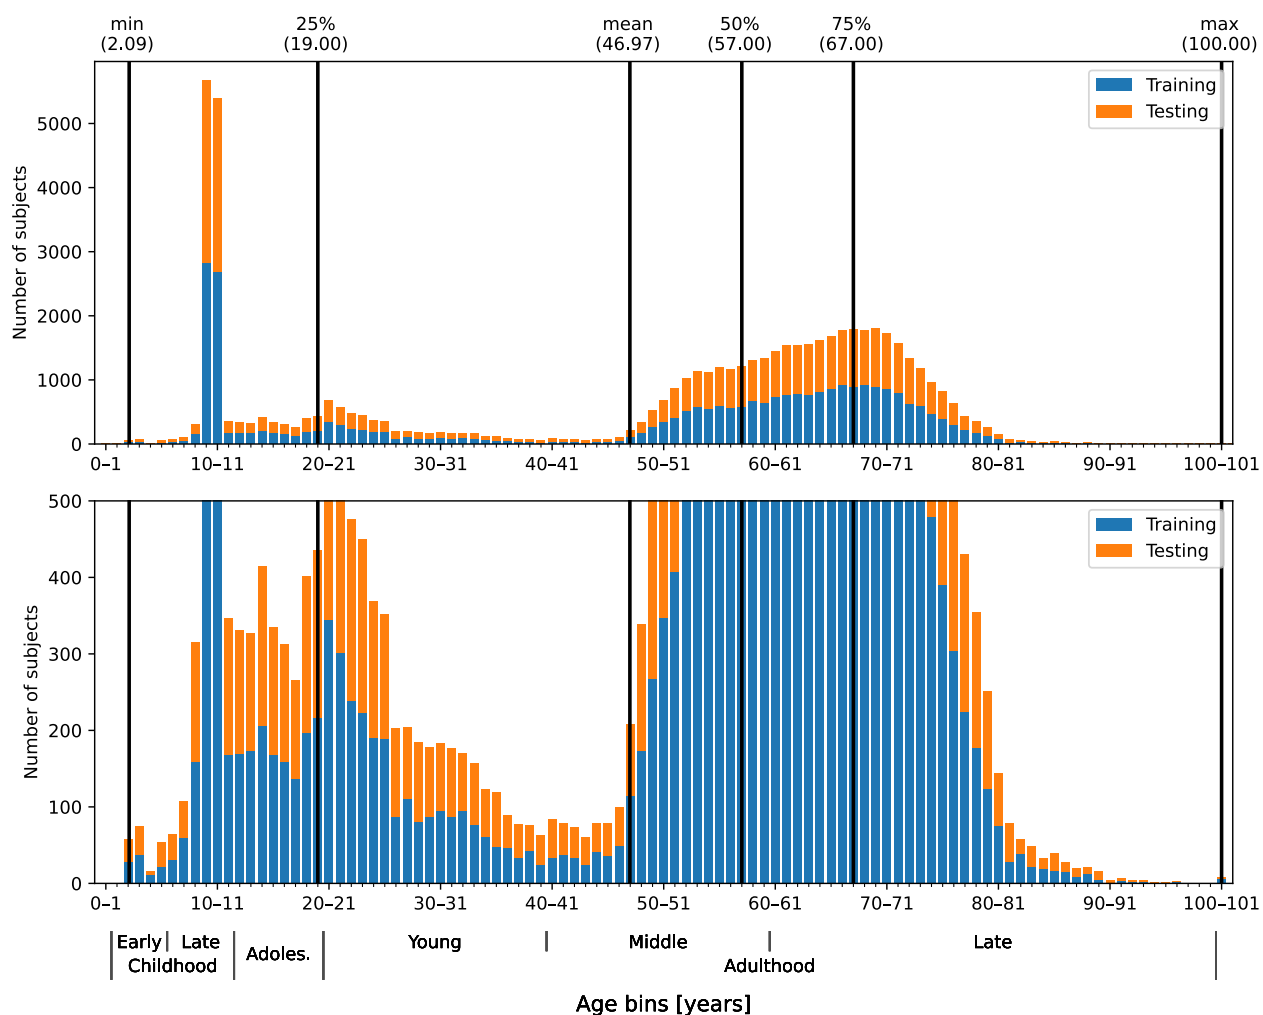 min 25% mean 50% 75% max
(2.09) (19.00) (46.97) (57.00) (67.00) (100.00)
Training
Testing
Number of subjects
5000
4000
3000
2000
1000
0
0–1 10–11 20–21 30–31 40–41 50–51 60–61 70–71 80–81 90–91 100–101
Training
Testing
Number of subjects
500
400
300
200
100
0
0–1 10–11 20–21 30–31 40–41 50–51 60–61 70–71 80–81 90–91 100–101
Early Late Young Middle Late
Childhood Adoles. Adulthood
Age bins [years]